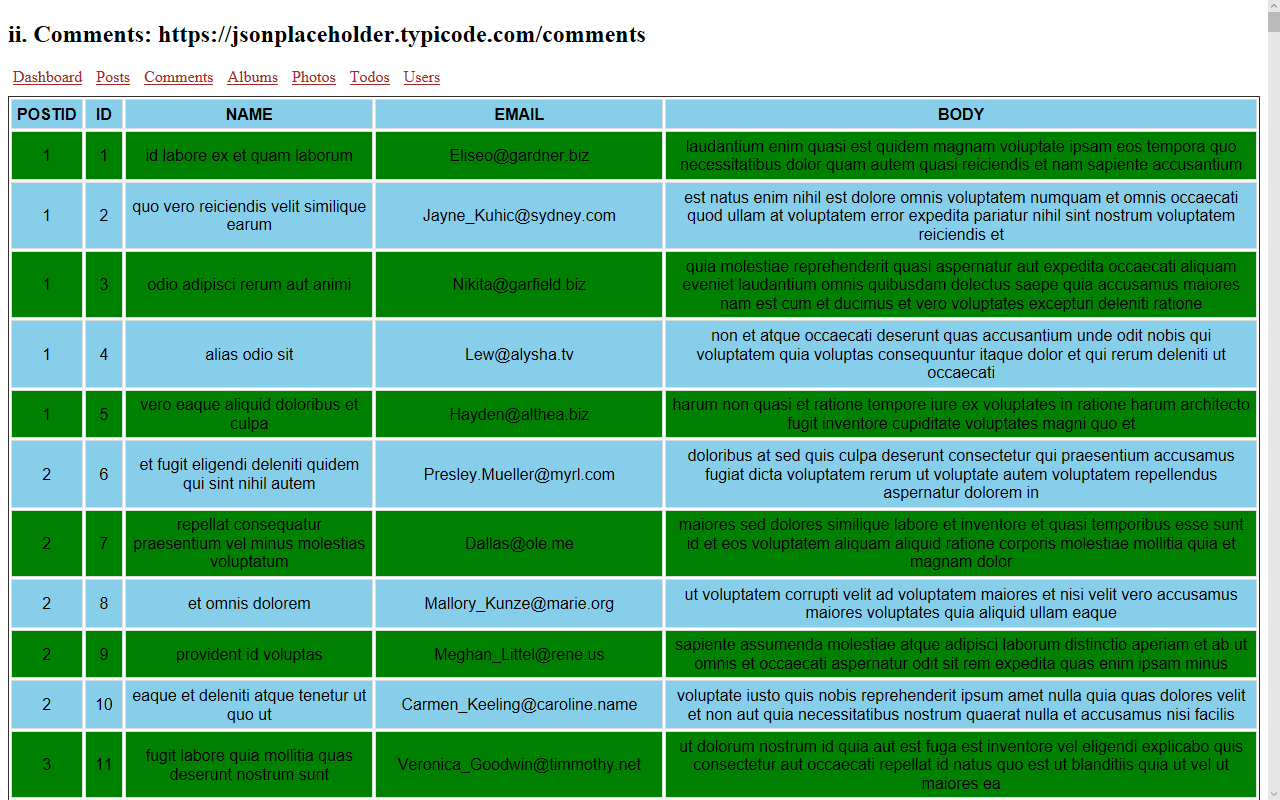 ii. Comments: https://jsonplaceholder.typicode.com/comments
Dashboard Posts Comments Albums Photos Todos Users
POSTID ID NAME EMAIL BODY
1 1 id labore ex et quam laborum Eliseo@gardner.biz laudantium enim quasi est quidem magnam voluptate ipsam eos tempora quo
necessitatibus dolor quam autem quasi reiciendis et nam sapiente accusantium
1 2 quo vero reiciendis velit similique
earum
Jayne_Kuhic@sydney.com
est natus enim nihil est dolore omnis voluptatem numquam et omnis occaecati
quod ullam at voluptatem error expedita pariatur nihil sint nostrum voluptatem
reiciendis et
1 3 odio adipisci rerum aut animi Nikita@garfield.biz
quia molestiae reprehenderit quasi aspernatur aut expedita occaecati aliquam
eveniet laudantium omnis quibusdam delectus saepe quia accusamus maiores
nam est cum et ducimus et vero voluptates excepturi deleniti ratione
1 4 alias odio sit Lew@alysha.tv
non et atque occaecati deserunt quas accusantium unde odit nobis qui
voluptatem quia voluptas consequuntur itaque dolor et qui rerum deleniti ut
occaecati
1 5 vero eaque aliquid doloribus et
culpa
Hayden@althea.biz
harum non quasi et ratione tempore iure ex voluptates in ratione harum architecto
fugit inventore cupiditate voluptates magni quo et
2 6 et fugit eligendi deleniti quidem
qui sint nihil autem
Presley.Mueller@myrl.com
doloribus at sed quis culpa deserunt consectetur qui praesentium accusamus
fugiat dicta voluptatem rerum ut voluptate autem voluptatem repellendus
aspernatur dolorem in
2 7 repellat consequatur
praesentium vel minus molestias
voluptatum
Dallas@ole.me
maiores sed dolores similique labore et inventore et quasi temporibus esse sunt
id et eos voluptatem aliquam aliquid ratione corporis molestiae mollitia quia et
magnam dolor
2 8 et omnis dolorem Mallory_Kunze@marie.org
ut voluptatem corrupti velit ad voluptatem maiores et nisi velit vero accusamus
maiores voluptates quia aliquid ullam eaque
2 9 provident id voluptas Meghan_Littel@rene.us
sapiente assumenda molestiae atque adipisci laborum distinctio aperiam et ab ut
omnis et occaecati aspernatur odit sit rem expedita quas enim ipsam minus
2 10 eaque et deleniti atque tenetur ut
quo ut
Carmen_Keeling@caroline.name
voluptate iusto quis nobis reprehenderit ipsum amet nulla quia quas dolores velit
et non aut quia necessitatibus nostrum quaerat nulla et accusamus nisi facilis
3 11 fugit labore quia mollitia quas
deserunt nostrum sunt
Veronica_Goodwin@timmothy.net
ut dolorum nostrum id quia aut est fuga est inventore vel eligendi explicabo quis
consectetur aut occaecati repellat id natus quo est ut blanditiis quia ut vel ut
maiores ea